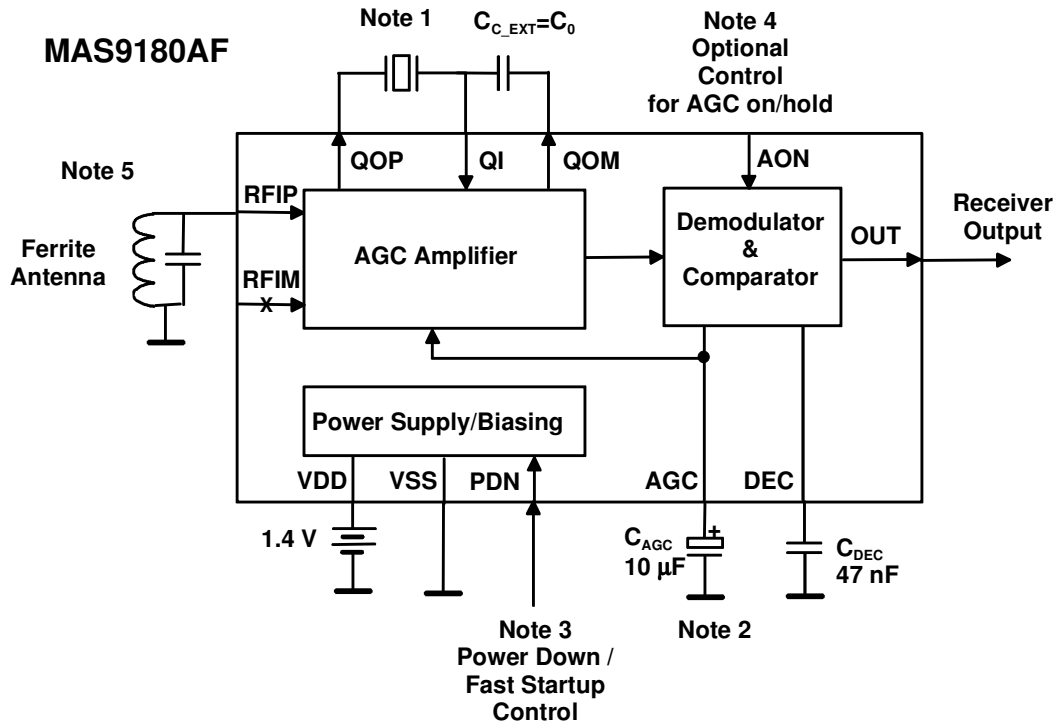 MAS9180AF
Note 1
C_C_EXT=C_0
Note 4
Optional
Control
for AGC on/hold
QOP
QI
QOM
AON
Note 5
Ferrite
Antenna
RFIP
RFIM
X
AGC Amplifier
Demodulator
&
Comparator
OUT
Receiver
Output
Power Supply/Biasing
VDD
VSS
PDN
AGC
DEC
1.4 V
+
C_AGC
10 µF
C_DEC
47 nF
Note 3
Power Down /
Fast Startup
Control
Note 2